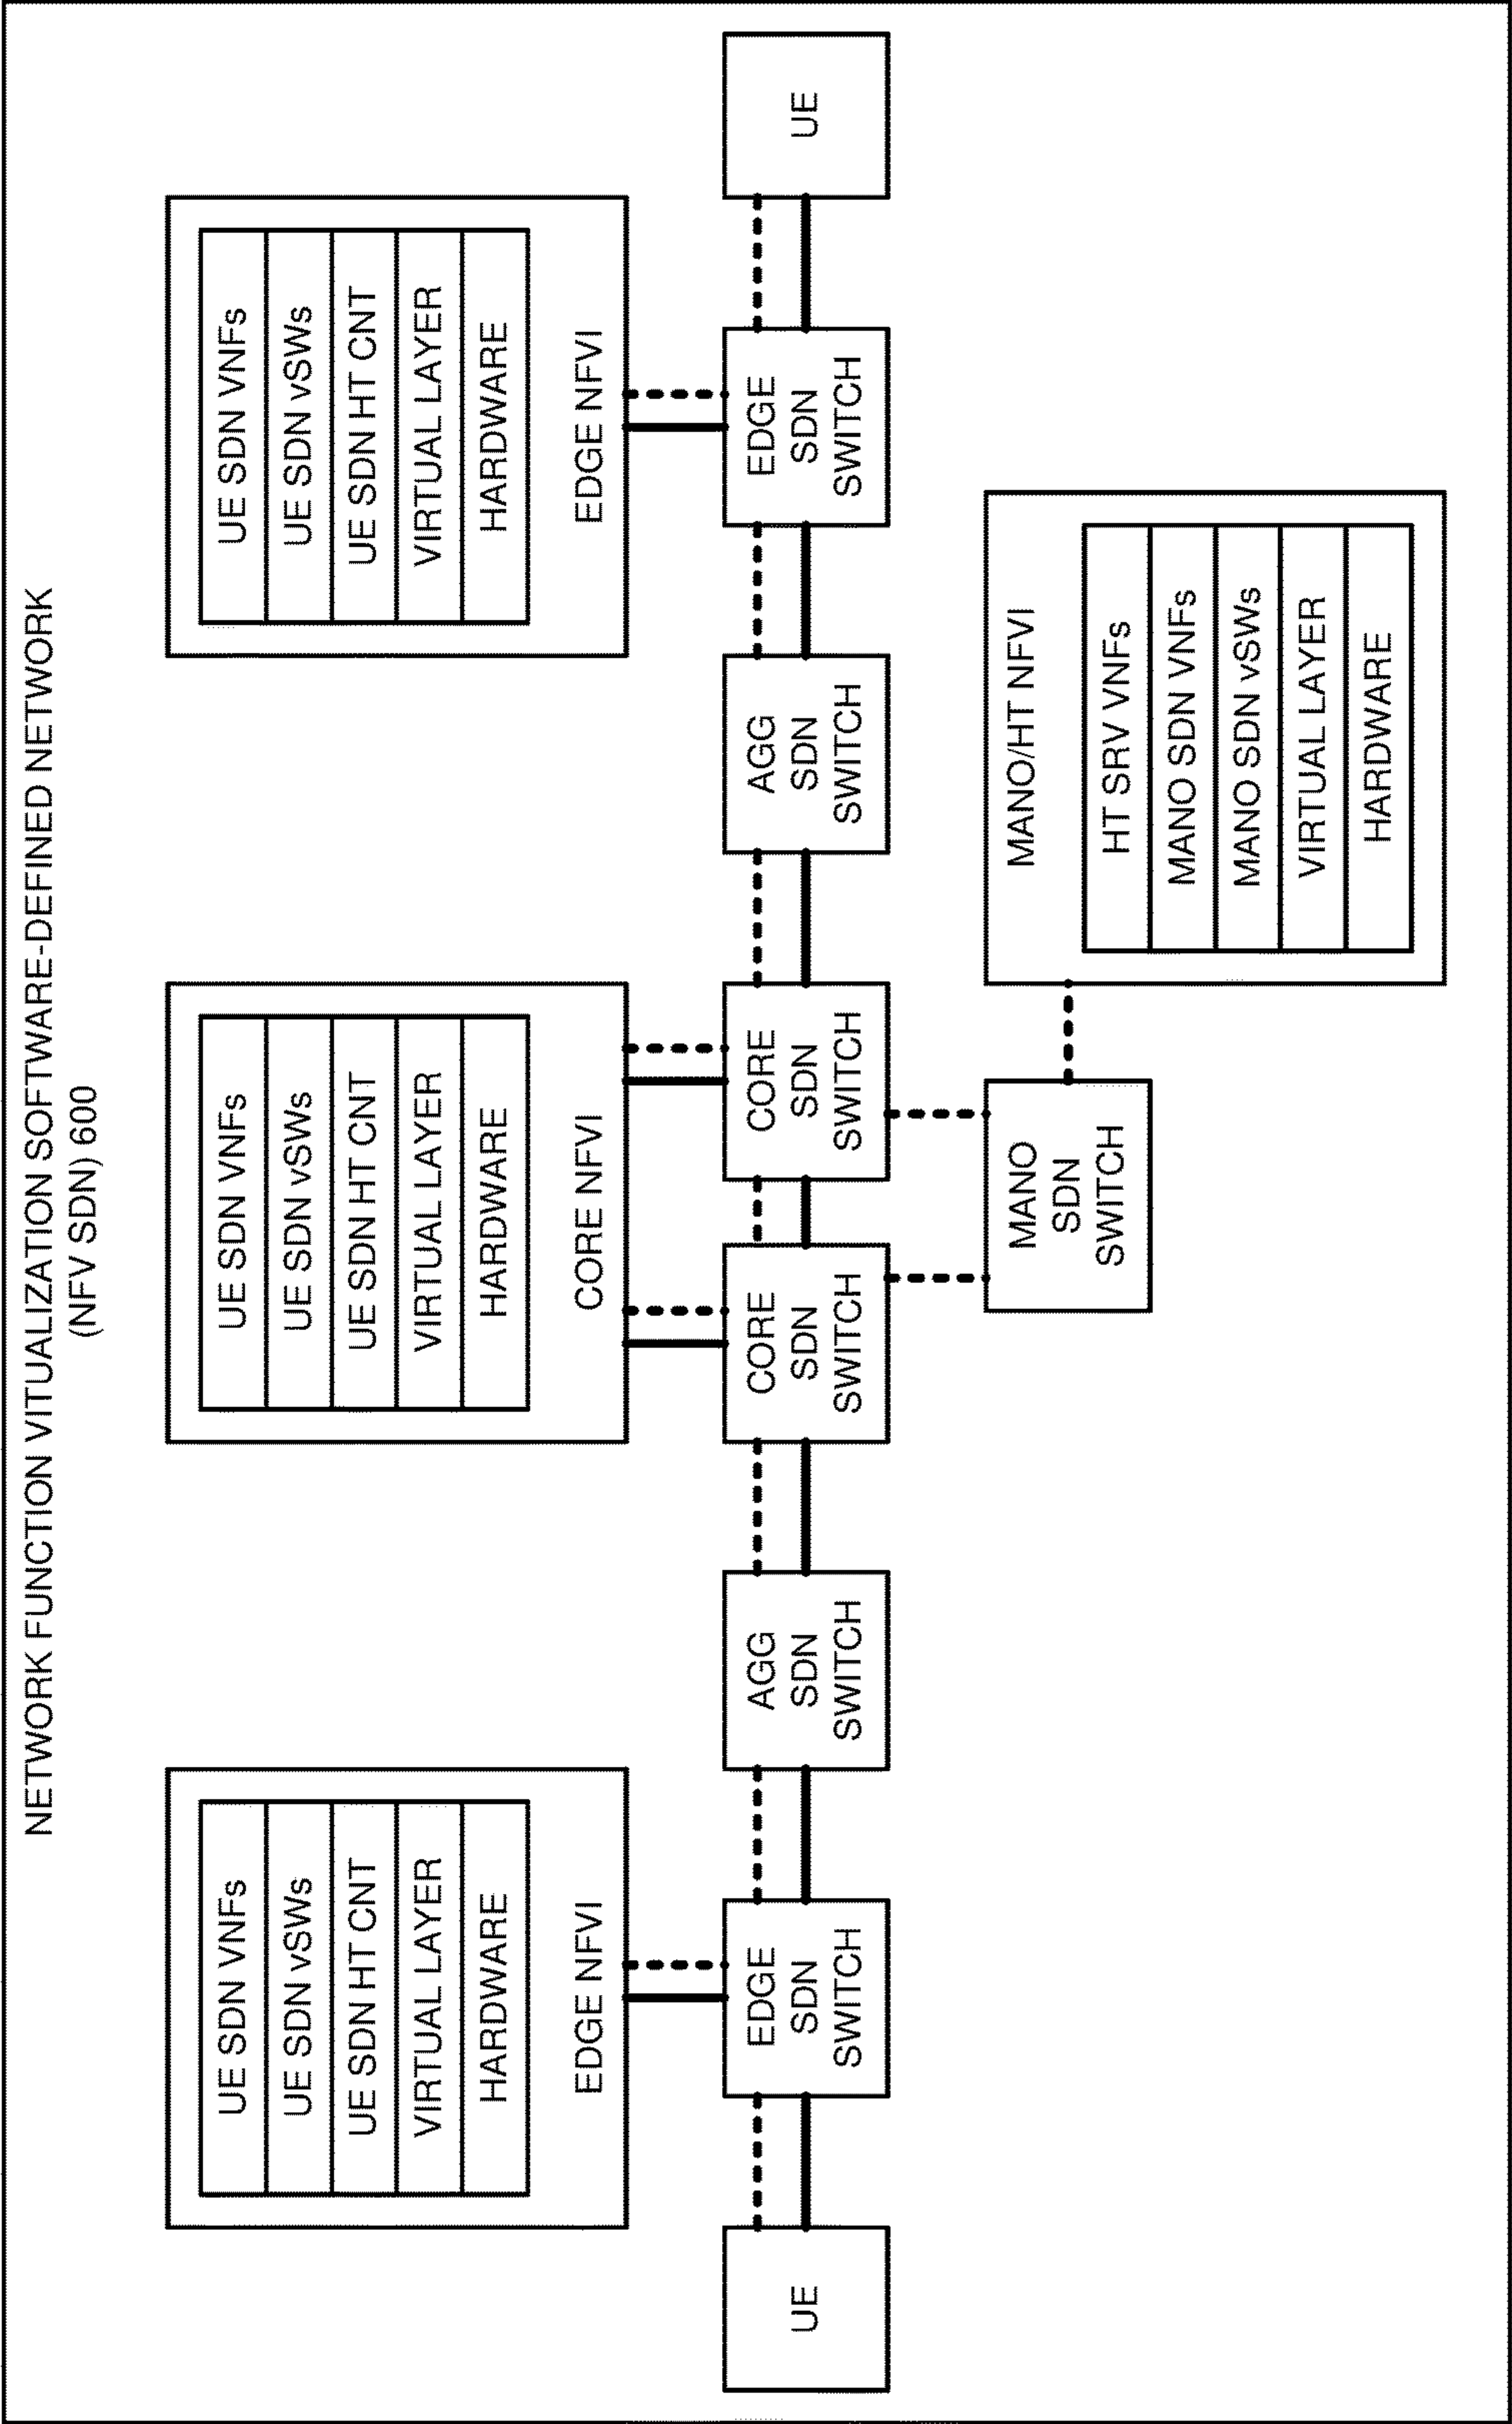 NETWORK FUNCTION VITUALIZATION SOFTWARE-DEFINED NETWORK
(NFV SDN) 600
UE SDN VNFs
UE SDN vSWs
UE SDN HT CNT
VIRTUAL LAYER
HARDWARE
EDGE NFVI
UE SDN VNFs
UE SDN vSWs
UE SDN HT CNT
VIRTUAL LAYER
HARDWARE
CORE NFVI
UE SDN VNFs
UE SDN vSWs
UE SDN HT CNT
VIRTUAL LAYER
HARDWARE
EDGE NFVI
UE
EDGE
SDN
SWITCH
AGG
SDN
SWITCH
CORE
SDN
SWITCH
CORE
SDN
SWITCH
AGG
SDN
SWITCH
EDGE
SDN
SWITCH
UE
MANO
SDN
SWITCH
MANO/HT NFVI
HT SRV VNFs
MANO SDN VNFs
MANO SDN vSWs
VIRTUAL LAYER
HARDWARE